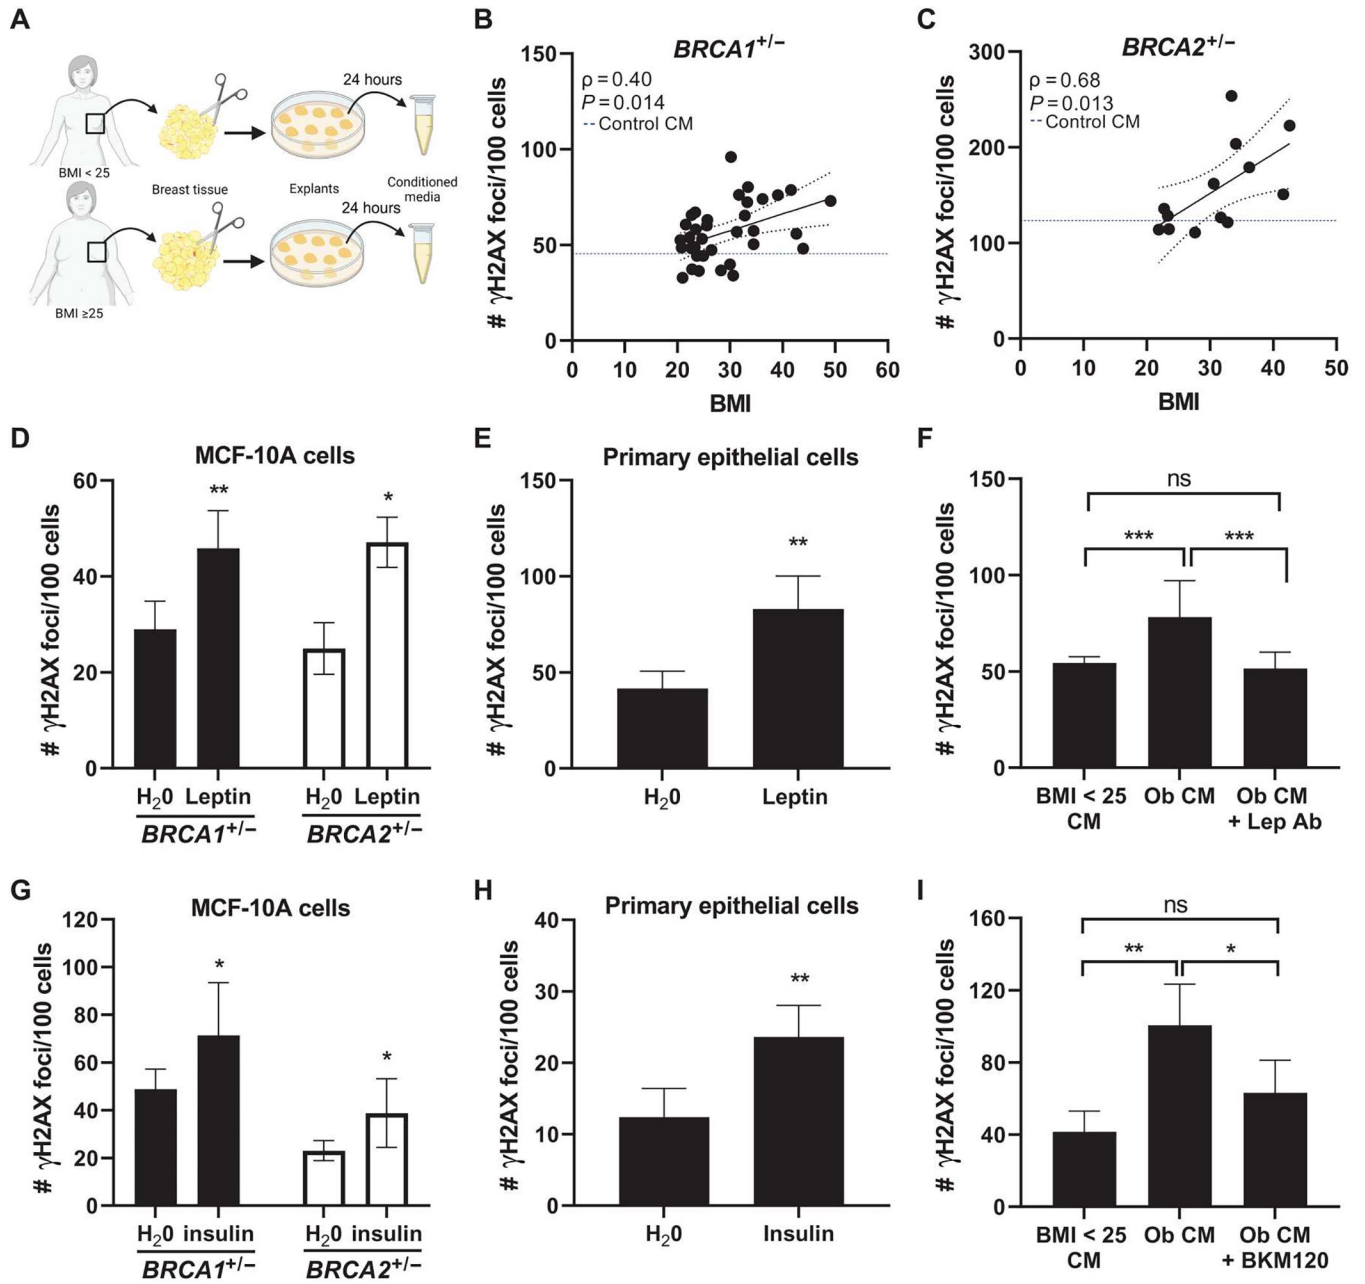 A
24 hours
BMI < 25
Breast tissue
Explants
Conditioned
media
24 hours
BMI ≥25
B
BRCA1+/−
# γH2AX foci/100 cells
150
100
50
0
ρ = 0.40
P = 0.014
Control CM
0 10 20 30 40 50 60
BMI
C
BRCA2+/−
# γH2AX foci/100 cells
300
200
100
0
ρ = 0.68
P = 0.013
Control CM
0 10 20 30 40 50
BMI
D
MCF-10A cells
# γH2AX foci/100 cells
60
40
20
0
** *
H20 Leptin H20 Leptin
BRCA1+/− BRCA2+/−
E
Primary epithelial cells
# γH2AX foci/100 cells
150
100
50
0
**
H20 Leptin
F
# γH2AX foci/100 cells
150
100
50
0
ns
*** ***
BMI < 25
CM
Ob CM
Ob CM
+ Lep Ab
G
MCF-10A cells
# γH2AX foci/100 cells
120
100
80
60
40
20
0
* *
H20 insulin H20 insulin
BRCA1+/− BRCA2+/−
H
Primary epithelial cells
# γH2AX foci/100 cells
40
30
20
10
0
**
H20 Insulin
I
# γH2AX foci/100 cells
160
120
80
40
0
ns
** *
BMI < 25
CM
Ob CM
Ob CM
+ BKM120